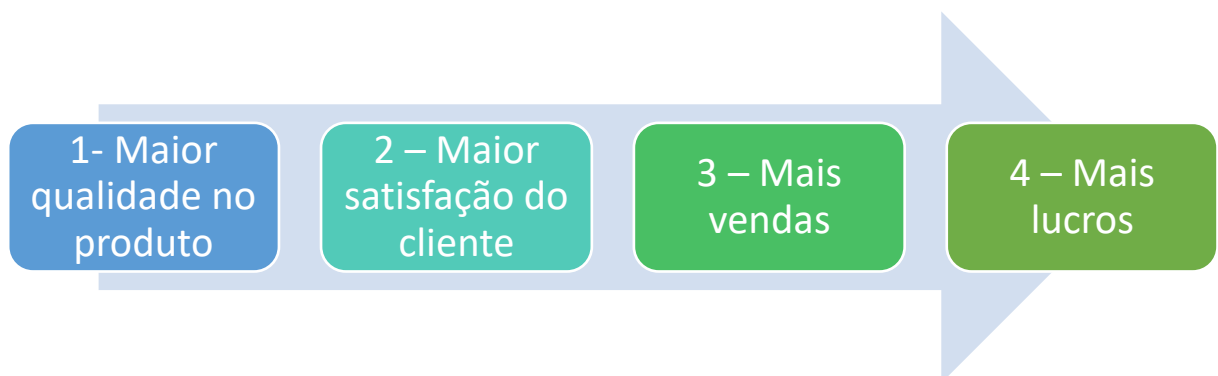 1- Maior
qualidade no
produto
2 – Maior
satisfação do
cliente
3 – Mais
vendas
4 – Mais
lucros